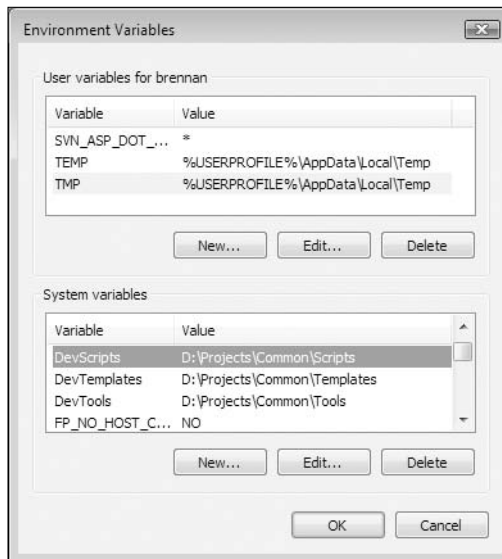 Environment Variables
User variables for brennan
Variable Value
SVN_ASP_DOT_... *
TEMP %USERPROFILE%\AppData\Local\Temp
TMP %USERPROFILE%\AppData\Local\Temp
New... Edit... Delete
System variables
Variable Value
DevScripts D:\Projects\Common\Scripts
DevTemplates D:\Projects\Common\Templates
DevTools D:\Projects\Common\Tools
FP_NO_HOST_C... NO
New... Edit... Delete
OK Cancel